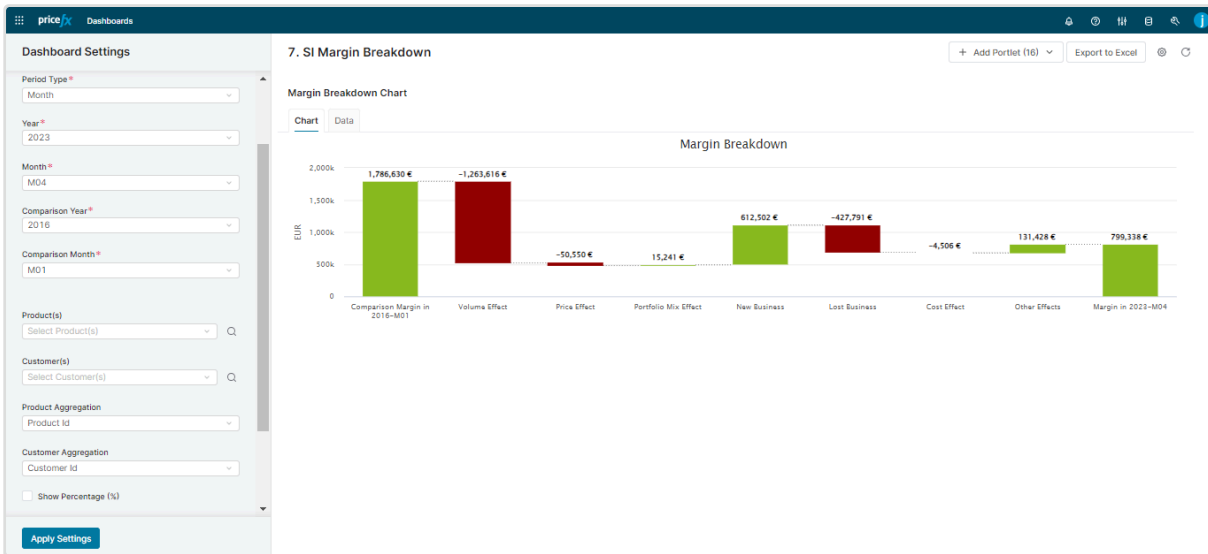 pricefx Dashboards
j
Dashboard Settings
Period Type*
Month
Year*
2023
Month*
M04
Comparison Year*
2016
Comparison Month*
M01
Product(s)
Select Product(s)
Customer(s)
Select Customer(s)
Product Aggregation
Product Id
Customer Aggregation
Customer Id
Show Percentage (%)
Apply Settings
7. SI Margin Breakdown
+ Add Portlet (16)
Export to Excel
Margin Breakdown Chart
Chart Data
Margin Breakdown
EUR
2,000k
1,500k
1,000k
500k
0
1,786,630 €
-1,263,616 €
-50,550 €
15,241 €
612,502 €
-427,791 €
-4,506 €
131,428 €
799,338 €
Comparison Margin in
2016-M01
Volume Effect
Price Effect
Portfolio Mix Effect
New Business
Lost Business
Cost Effect
Other Effects
Margin in 2023-M04